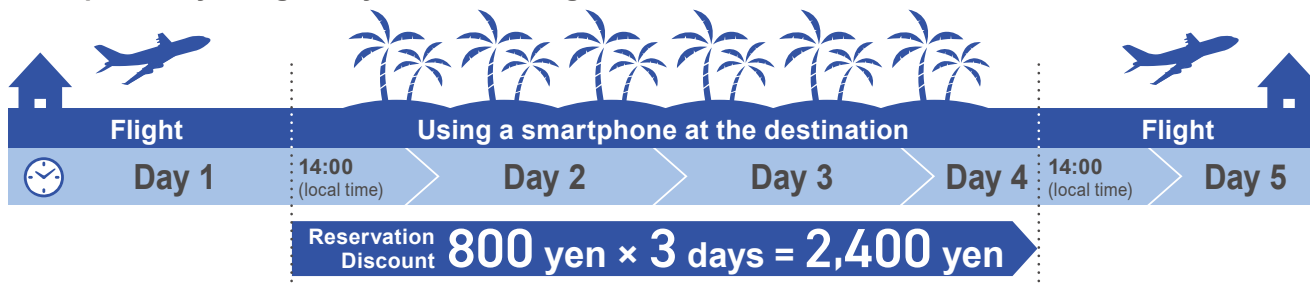 Flight
Using a smartphone at the destination
Flight
Day 1
14:00
(local time)
Day 2
Day 3
Day 4
14:00
(local time)
Day 5
Reservation
Discount
800 yen × 3 days = 2,400 yen